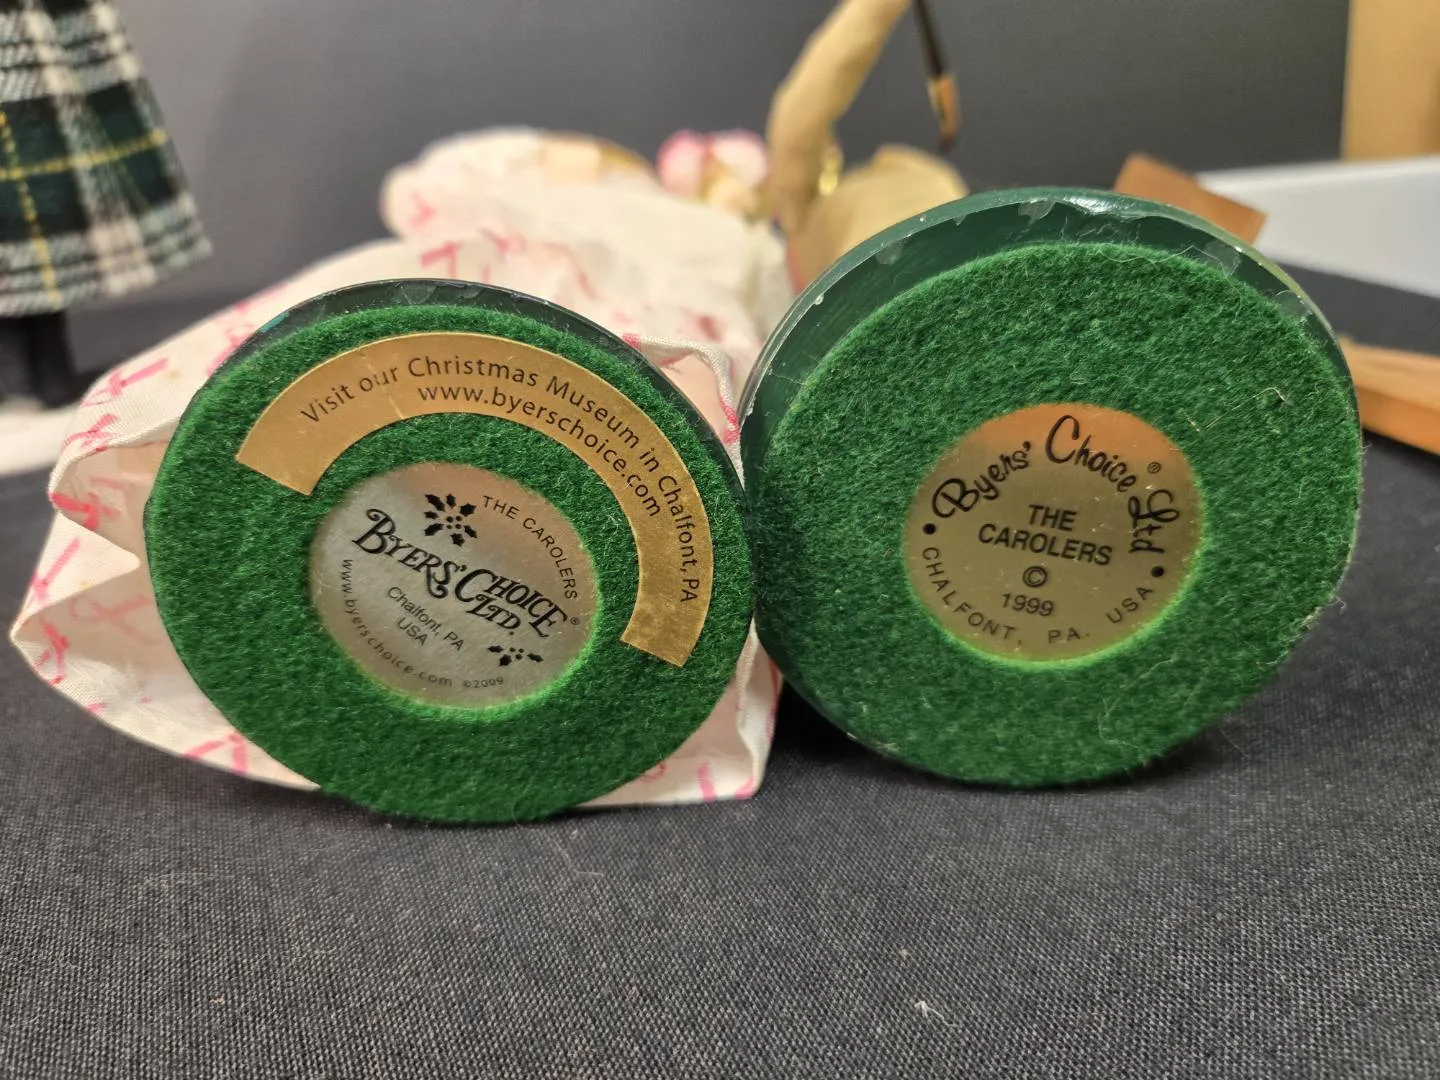 Visit our Christmas Museum in Chalfont, PA
www.byerschoice.com
THE CAROLERS
BYERS' CHOICE
LTD.®
Chalfont, PA
USA
www.byerschoice.com ©2009
Byers' Choice® Ltd
THE
CAROLERS
©
1999
• CHALFONT, PA. USA •